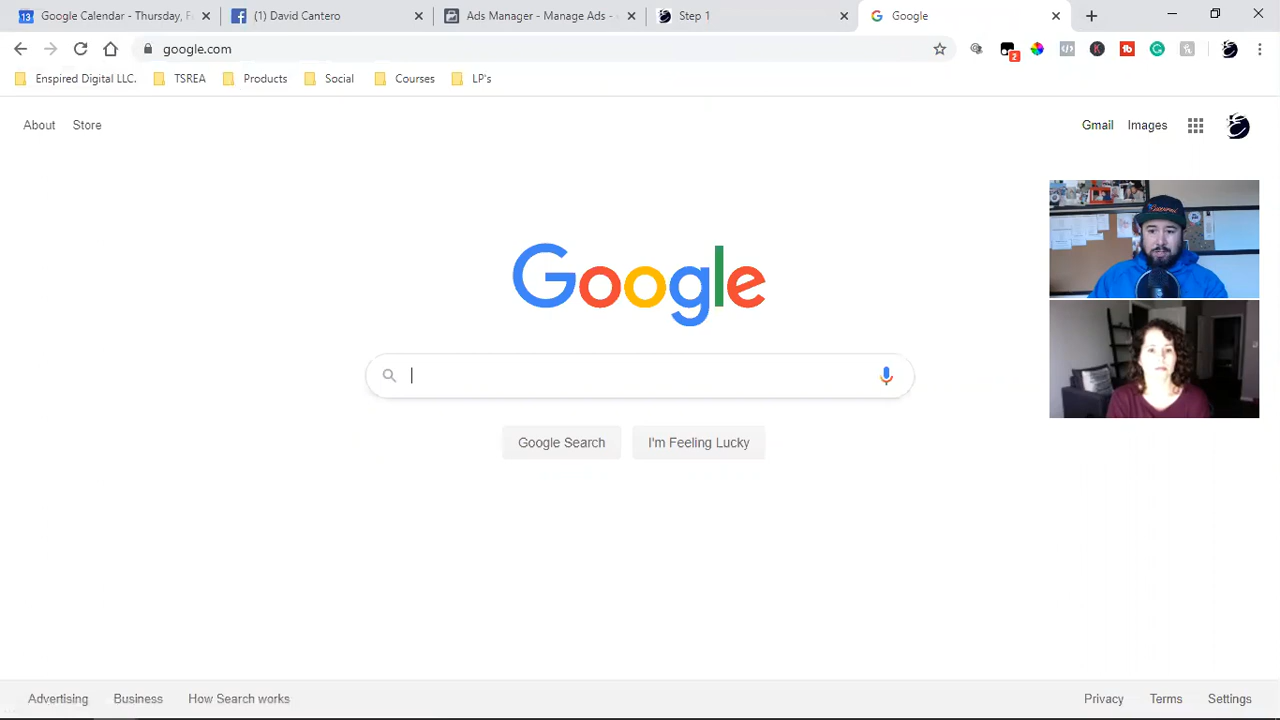 13 Google Calendar - Thursday, F
(1) David Cantero
Ads Manager - Manage Ads -
Step 1
Google
google.com
2
Enspired Digital LLC.
TSREA
Products
Social
Courses
LP's
About
Store
Gmail
Images
Google
Google Search
I'm Feeling Lucky
Advertising
Business
How Search works
Privacy
Terms
Settings